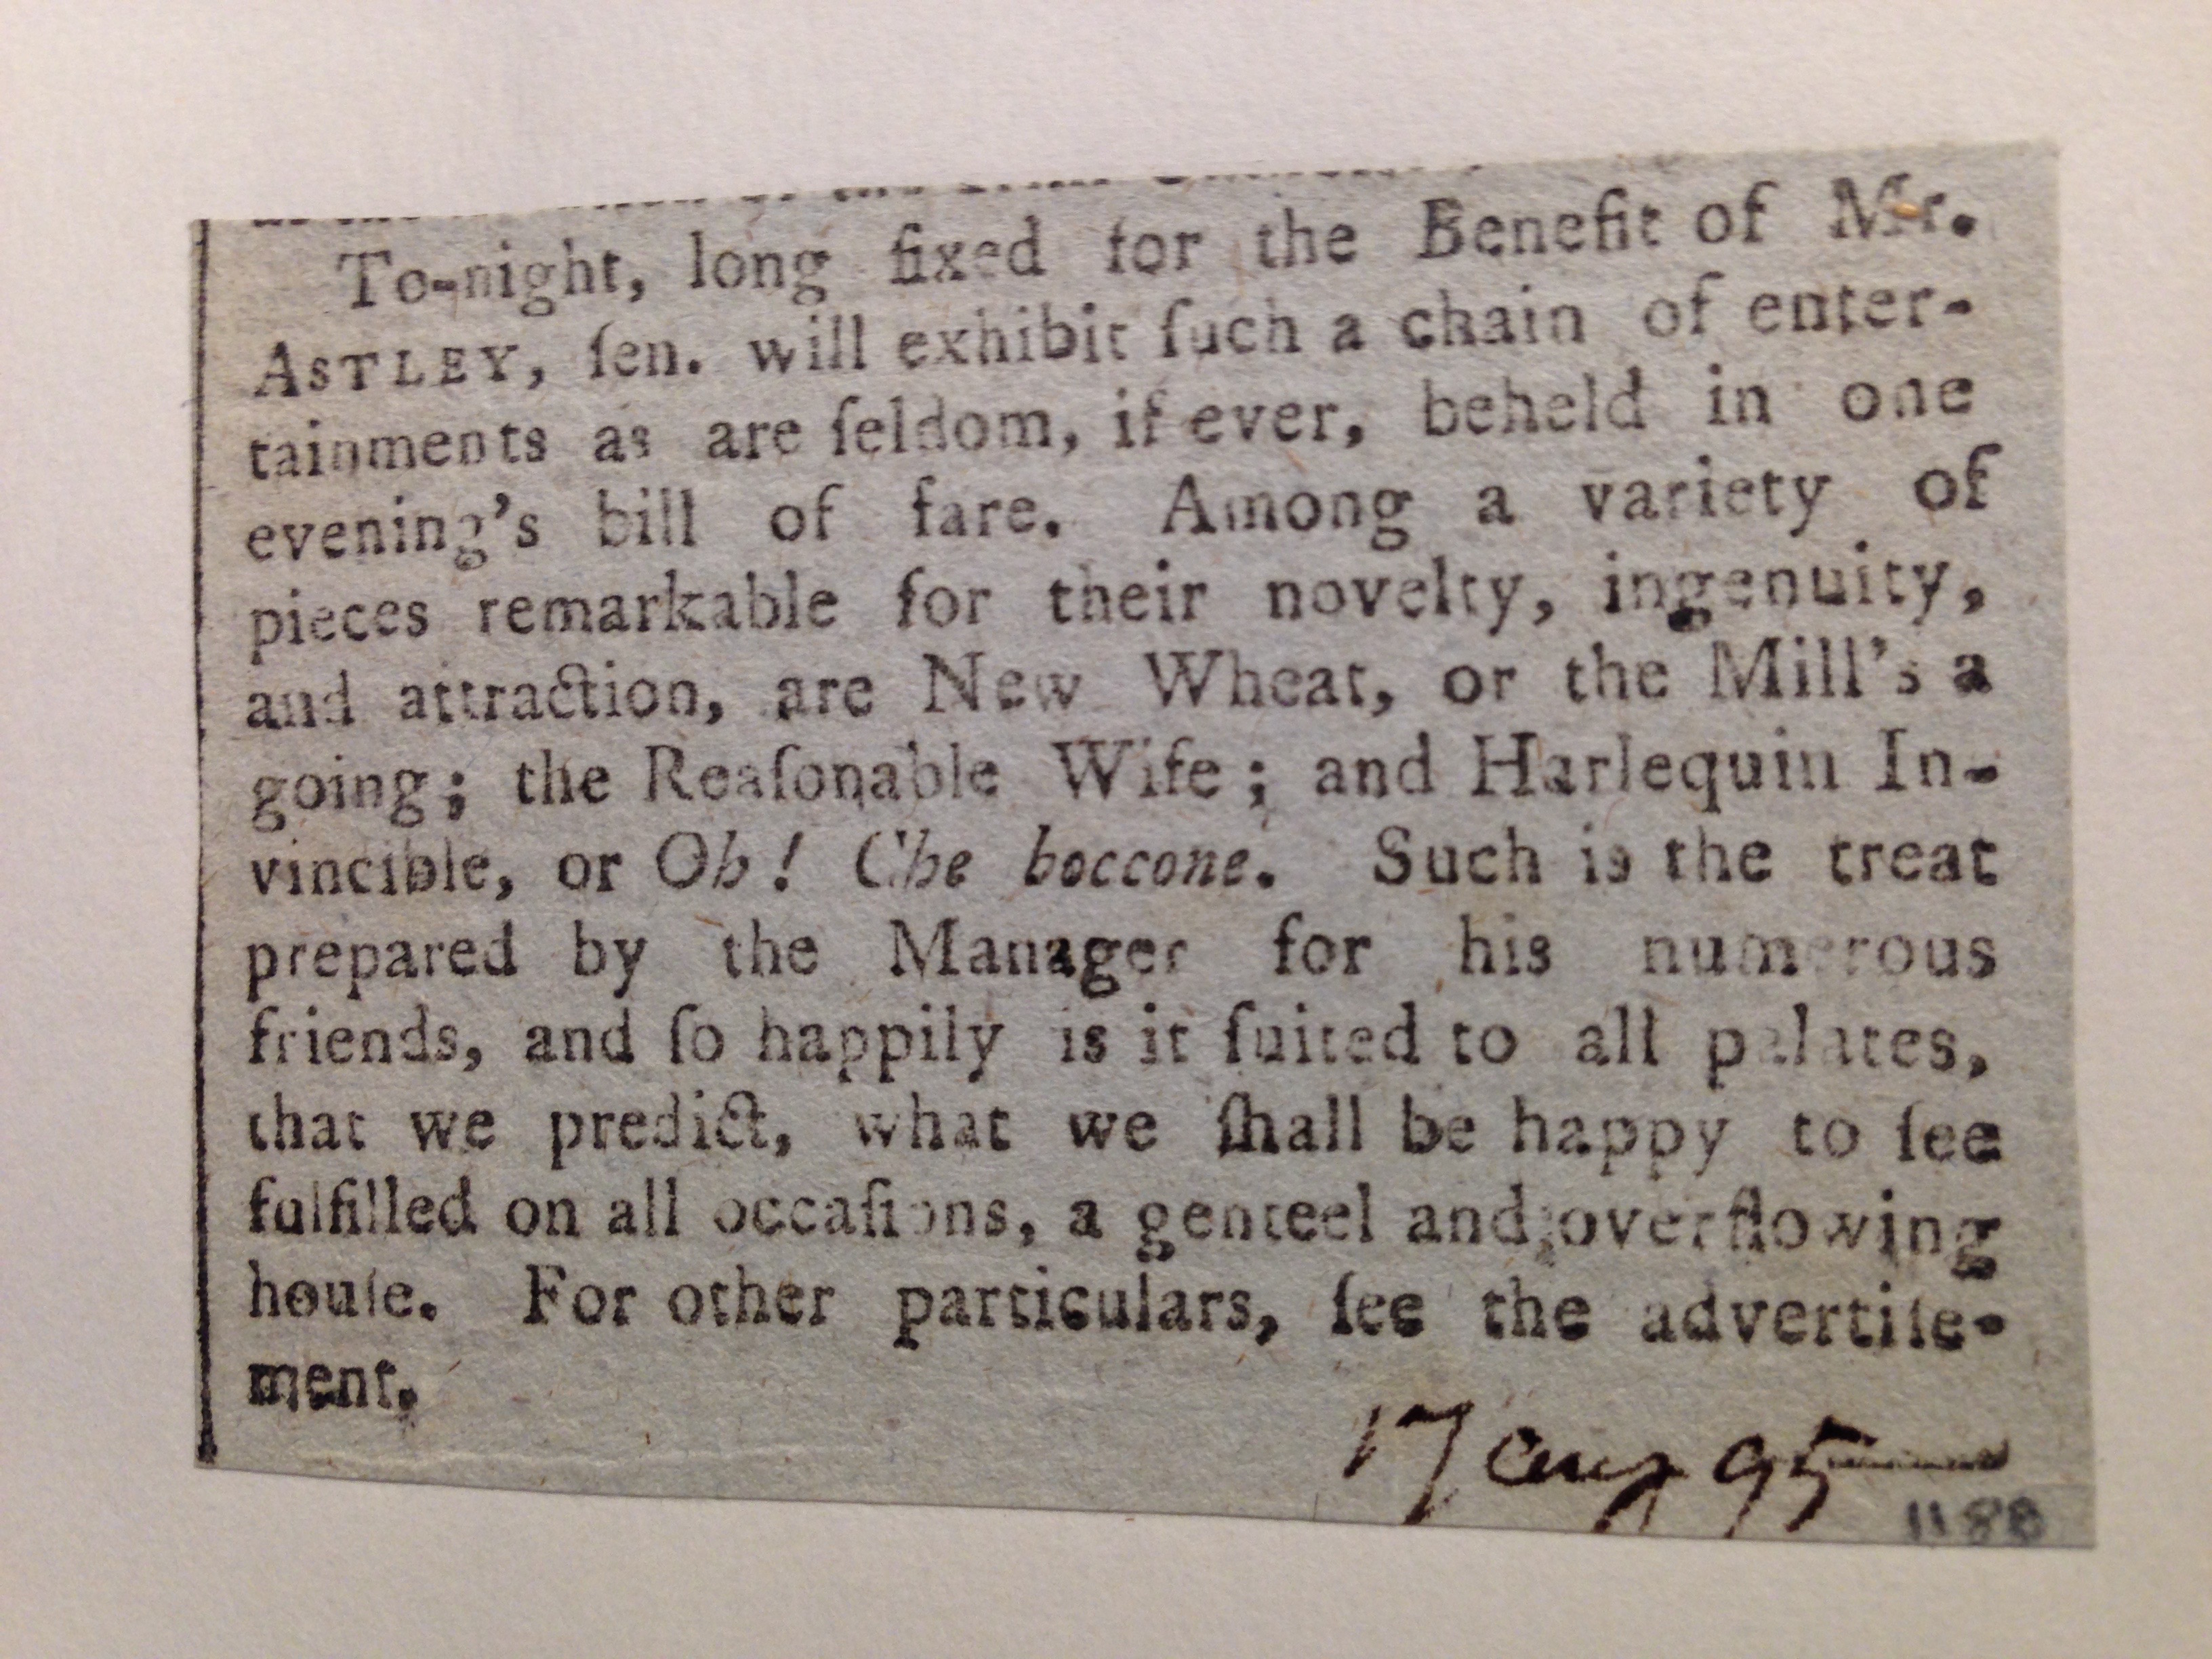 To-night, long fixed for the Benefit of Mr.
ASTLEY, ſen. will exhibit ſuch a chain of enter-
tainments as are ſeldom, if ever, beheld in one
evening's bill of fare. Among a variety of
pieces remarkable for their novelty, ingenuity,
and attraction, are New Wheat, or the Mill's a
going; the Reaſonable Wife; and Harlequin In-
vincible, or Oh! Che boccone. Such is the treat
prepared by the Manager for his numerous
friends, and ſo happily is it ſuited to all palates,
that we predict, what we ſhall be happy to ſee
fulfilled on all occaſions, a genteel and overflowing
houſe. For other particulars, ſee the advertiſe-
ment.
17 Aug 95
1188